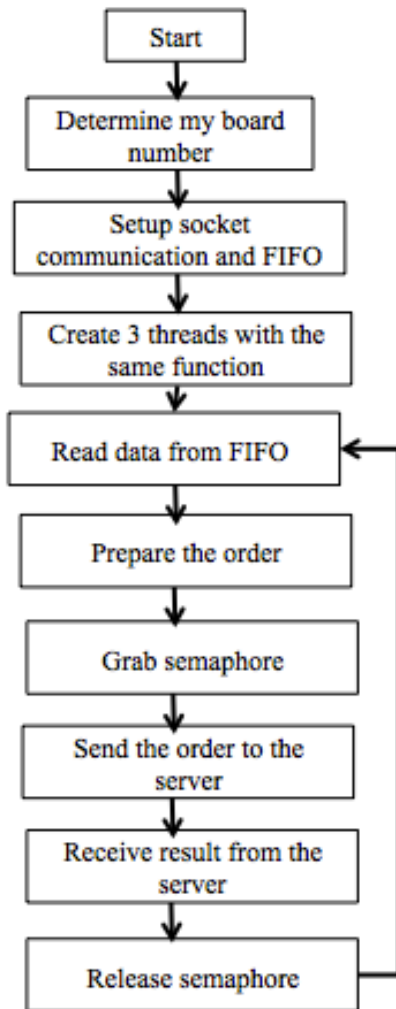 Start
Determine my board
number
Setup socket
communication and FIFO
Create 3 threads with the
same function
Read data from FIFO
Prepare the order
Grab semaphore
Send the order to the
server
Receive result from the
server
Release semaphore